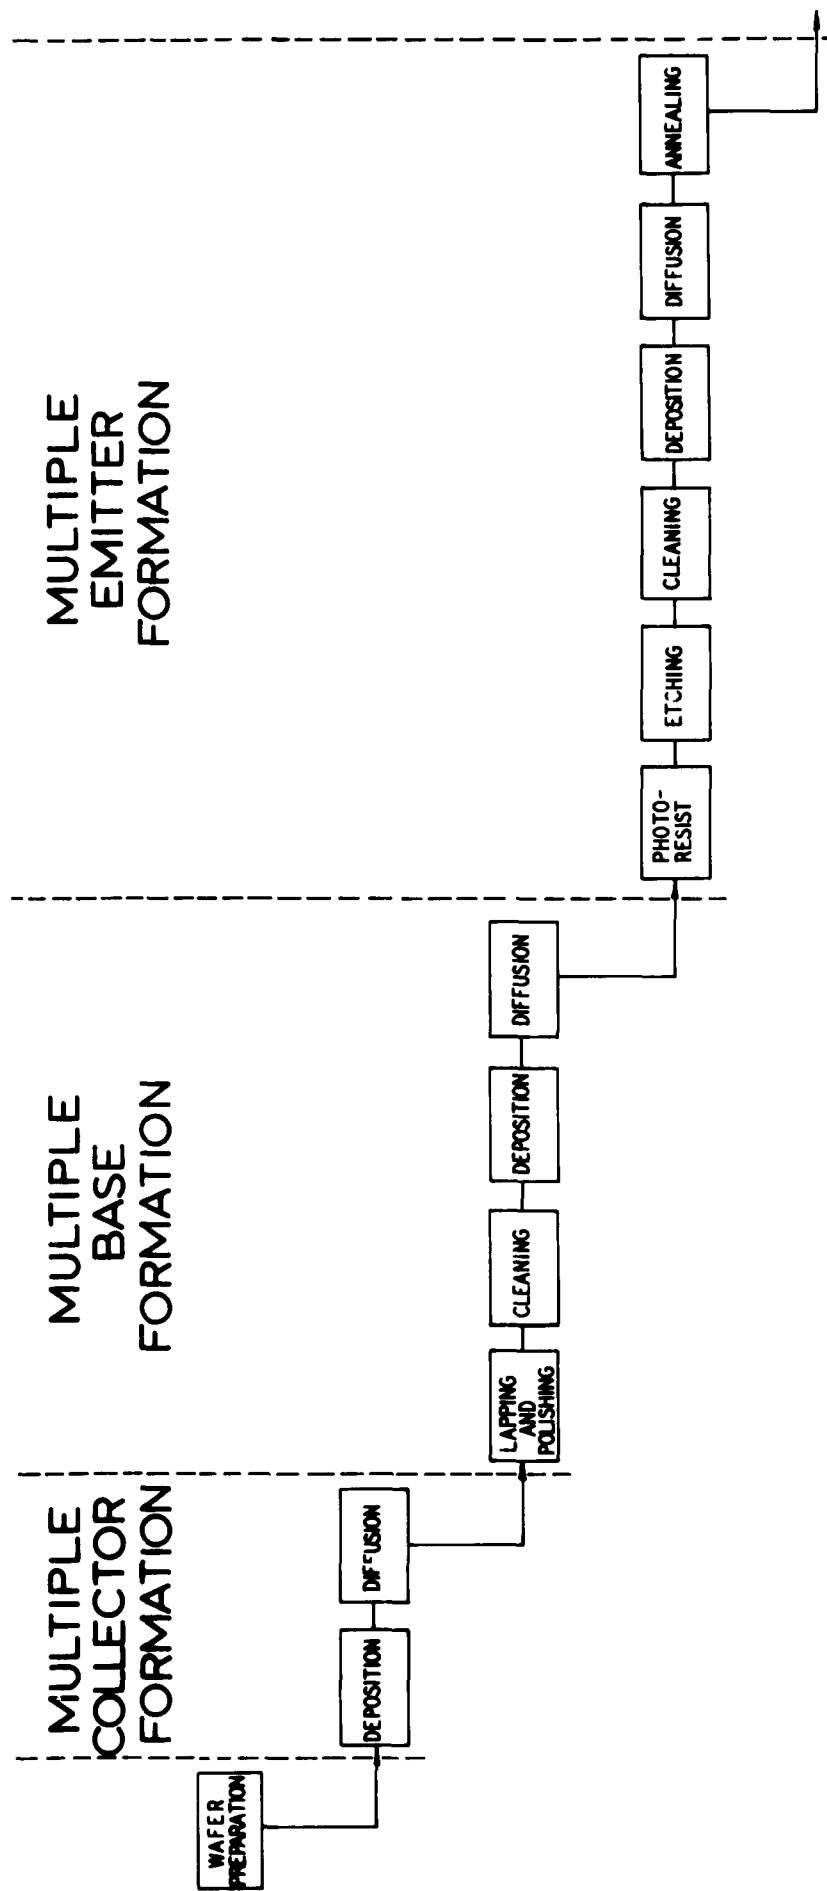 MULTIPLE
COLLECTOR
FORMATION
MULTIPLE
BASE
FORMATION
MULTIPLE
EMITTER
FORMATION
WAFER
PREPARATION
DEPOSITION
DIFFUSION
LAPPING
AND
POLISHING
CLEANING
DEPOSITION
DIFFUSION
PHOTO-
RESIST
ETCHING
CLEANING
DEPOSITION
DIFFUSION
ANNEALING